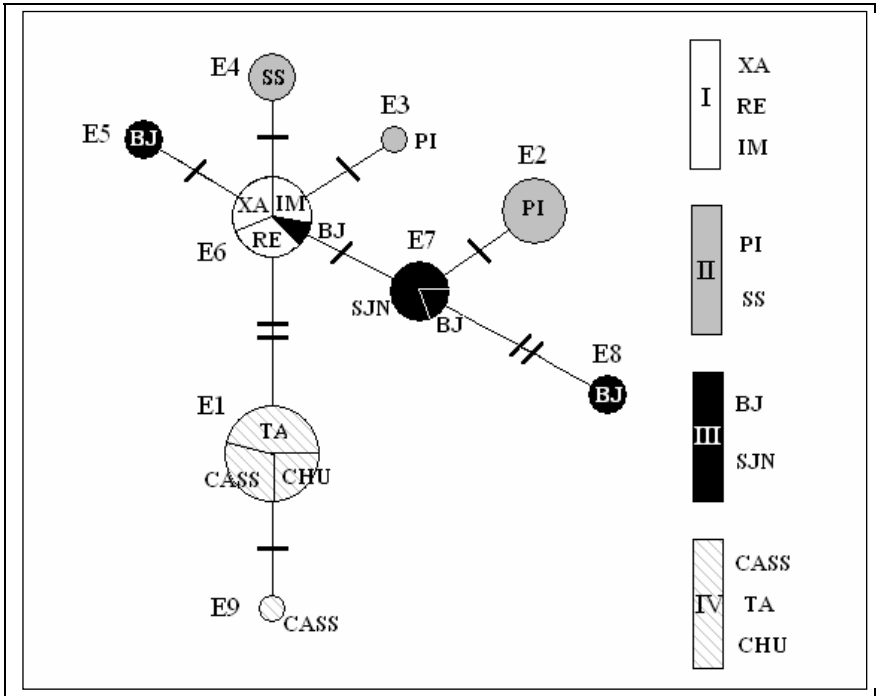 E4
SS
E3
PI
E5
BJ
E2
PI
XA
IM
RE
BJ
E6
E7
SJN
BJ
E8
BJ
E1
TA
CASS
CHU
E9
CASS
I
XA
RE
IM
II
PI
SS
III
BJ
SJN
IV
CASS
TA
CHU